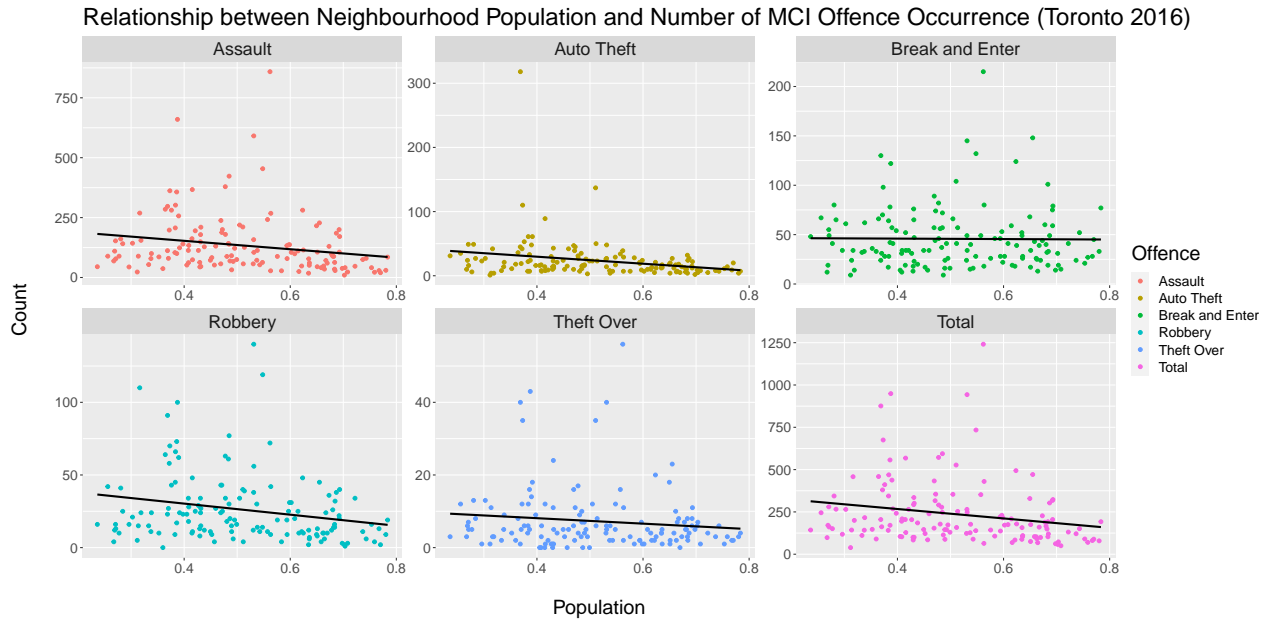 Relationship between Neighbourhood Population and Number of MCI Offence Occurrence (Toronto 2016)
Assault
Auto Theft
Break and Enter
750
500
250
0
0.4 0.6 0.8
300
200
100
0
0.4 0.6 0.8
200
150
100
50
0
0.4 0.6 0.8
Robbery
Theft Over
Total
100
50
0
0.4 0.6 0.8
40
20
0
0.4 0.6 0.8
1250
1000
750
500
250
0
0.4 0.6 0.8
Count
Population
Offence
Assault
Auto Theft
Break and Enter
Robbery
Theft Over
Total